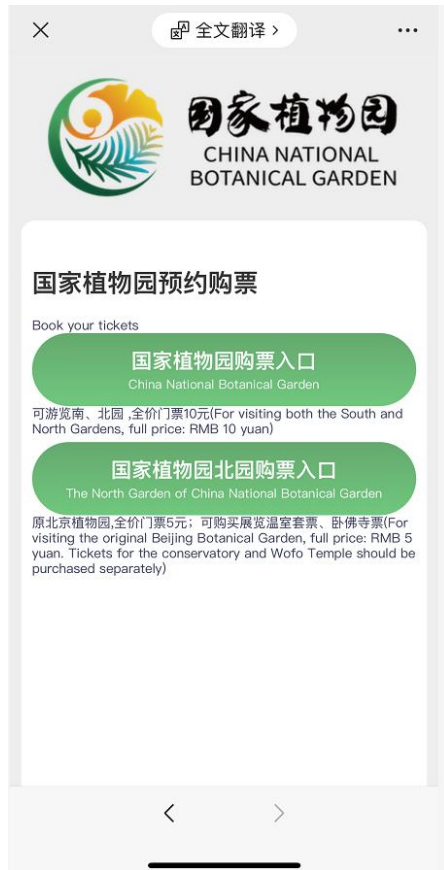 全文翻译
国家植物园
CHINA NATIONAL
BOTANICAL GARDEN
国家植物园预约购票
Book your tickets
国家植物园购票入口
China National Botanical Garden
可游览南、北园 ,全价门票10元(For visiting both the South and
North Gardens, full price: RMB 10 yuan)
国家植物园北园购票入口
The North Garden of China National Botanical Garden
原北京植物园,全价门票5元；可购买展览温室套票、卧佛寺票(For
visiting the original Beijing Botanical Garden, full price: RMB 5
yuan. Tickets for the conservatory and Wofo Temple should be
purchased separately)